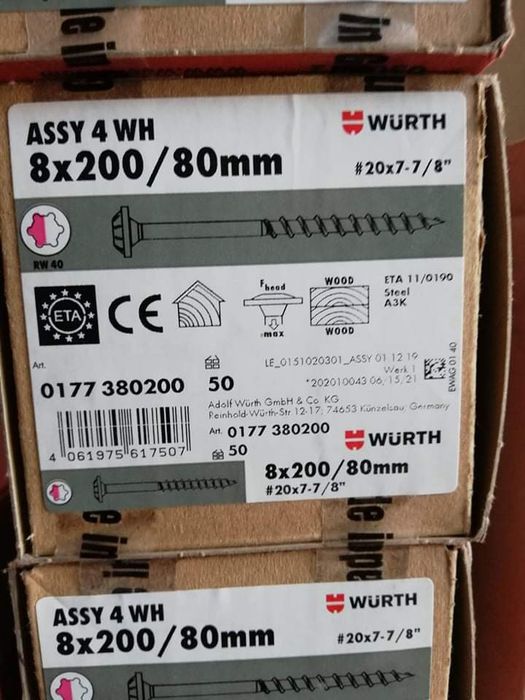 ASSY 4 WH
WÜRTH
8x200/80mm
#20x7-7/8"
RW 40
Fhead
max
WOOD
WOOD
ETA 11/0190
Steel
A3K
ETA
CE
Art.
0177 380200
50
LE_0151020301_ASSY 01 12 19
Werk 1
*202010043 06/15/21
EWAG 01 40
Adolf Würth GmbH & Co. KG
Reinhold-Würth-Str 12-17, 74653 Künzelsau, Germany
Art. 0177 380200
50
WÜRTH
8x200/80mm
#20x7-7/8"
4 061975 617507
ASSY 4 WH
WÜRTH
8x200/80mm
#20x7-7/8"